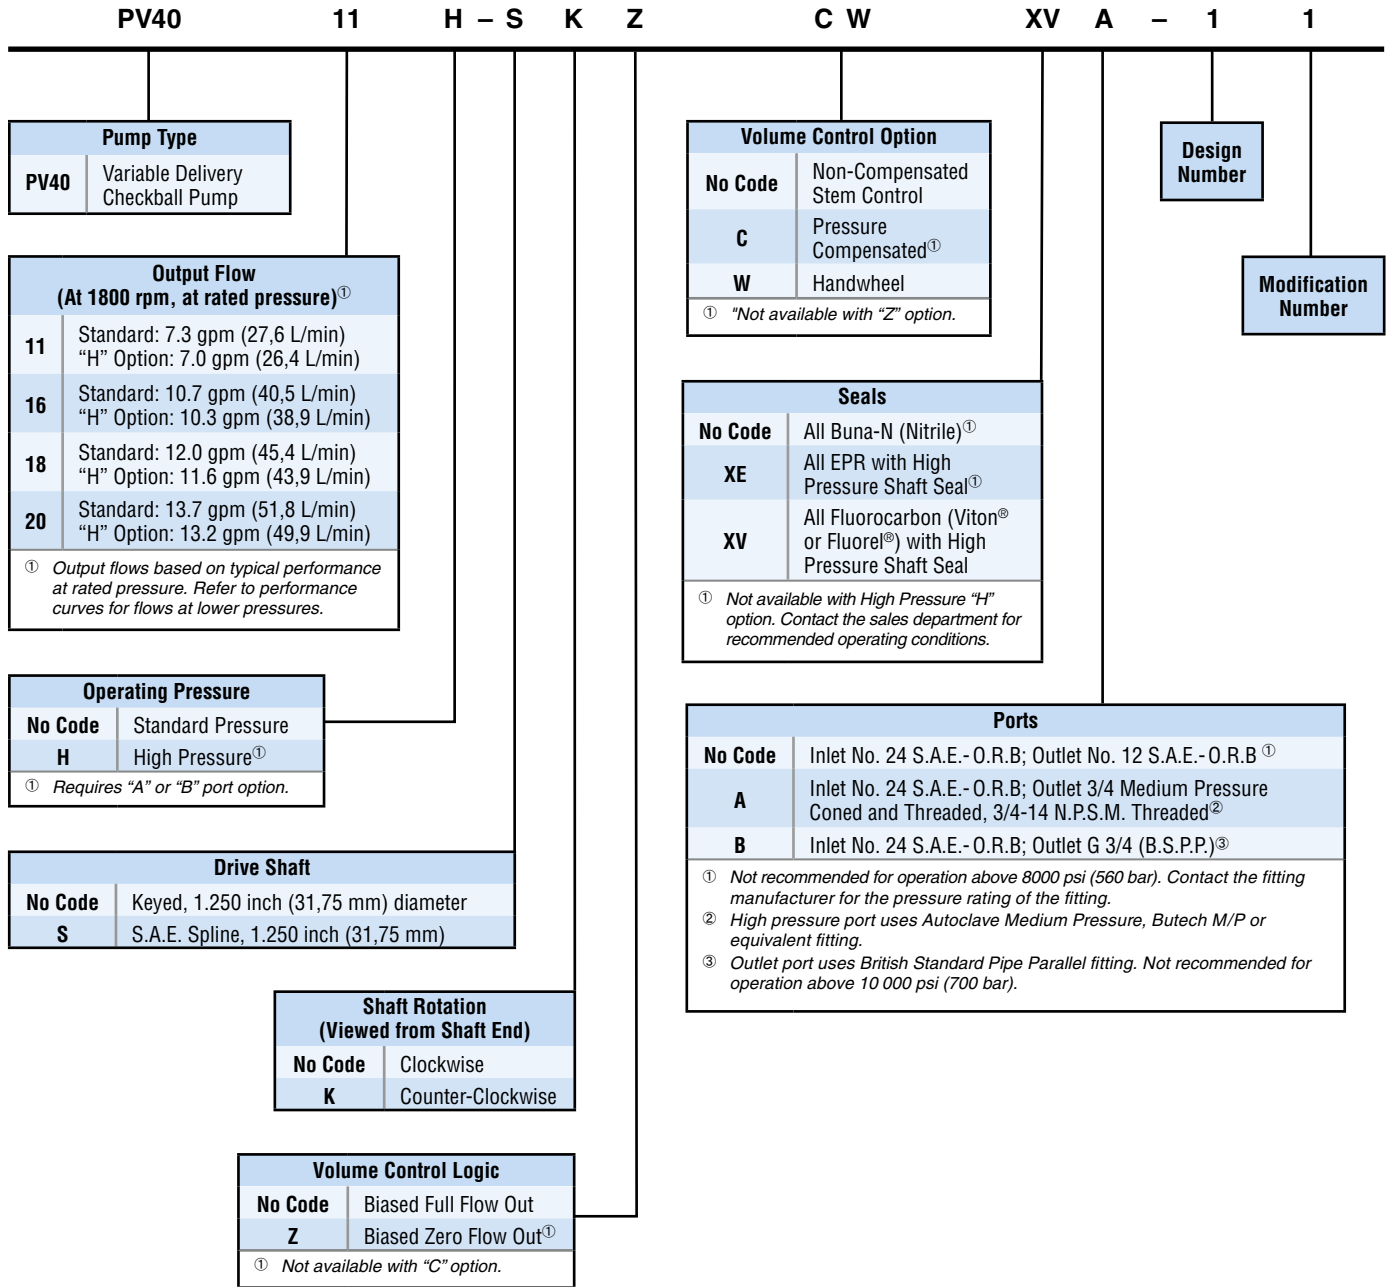 PV40 11 H – S K Z C W XV A – 1 1
Pump Type
PV40 Variable Delivery
Checkball Pump
Output Flow
(At 1800 rpm, at rated pressure)①
11 Standard: 7.3 gpm (27,6 L/min)
“H” Option: 7.0 gpm (26,4 L/min)
16 Standard: 10.7 gpm (40,5 L/min)
“H” Option: 10.3 gpm (38,9 L/min)
18 Standard: 12.0 gpm (45,4 L/min)
“H” Option: 11.6 gpm (43,9 L/min)
20 Standard: 13.7 gpm (51,8 L/min)
“H” Option: 13.2 gpm (49,9 L/min)
① Output flows based on typical performance
at rated pressure. Refer to performance
curves for flows at lower pressures.
Operating Pressure
No Code Standard Pressure
H High Pressure①
① Requires “A” or “B” port option.
Drive Shaft
No Code Keyed, 1.250 inch (31,75 mm) diameter
S S.A.E. Spline, 1.250 inch (31,75 mm)
Shaft Rotation
(Viewed from Shaft End)
No Code Clockwise
K Counter-Clockwise
Volume Control Logic
No Code Biased Full Flow Out
Z Biased Zero Flow Out①
① Not available with “C” option.
Volume Control Option
No Code Non-Compensated
Stem Control
C Pressure
Compensated①
W Handwheel
① "Not available with “Z” option.
Seals
No Code All Buna-N (Nitrile)①
XE All EPR with High
Pressure Shaft Seal①
XV All Fluorocarbon (Viton®
or Fluorel®) with High
Pressure Shaft Seal
① Not available with High Pressure “H”
option. Contact the sales department for
recommended operating conditions.
Ports
No Code Inlet No. 24 S.A.E.-O.R.B; Outlet No. 12 S.A.E.-O.R.B ①
A Inlet No. 24 S.A.E.-O.R.B; Outlet 3/4 Medium Pressure
Coned and Threaded, 3/4-14 N.P.S.M. Threaded②
B Inlet No. 24 S.A.E.-O.R.B; Outlet G 3/4 (B.S.P.P.)③
① Not recommended for operation above 8000 psi (560 bar). Contact the fitting
manufacturer for the pressure rating of the fitting.
② High pressure port uses Autoclave Medium Pressure, Butech M/P or
equivalent fitting.
③ Outlet port uses British Standard Pipe Parallel fitting. Not recommended for
operation above 10 000 psi (700 bar).
Design
Number
Modification
Number